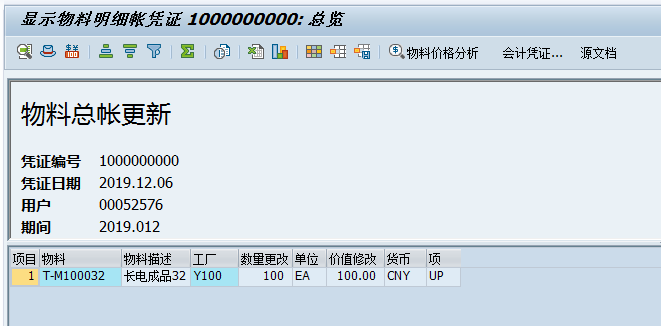 显示物料明细帐凭证 1000000000: 总览
物料价格分析 会计凭证... 源文档
物料总帐更新
凭证编号 1000000000
凭证日期 2019.12.06
用户 00052576
期间 2019.012
项目 物料 物料描述 工厂 数量更改 单位 价值修改 货币 项
1 T-M100032 长电成品32 Y100 100 EA 100.00 CNY UP